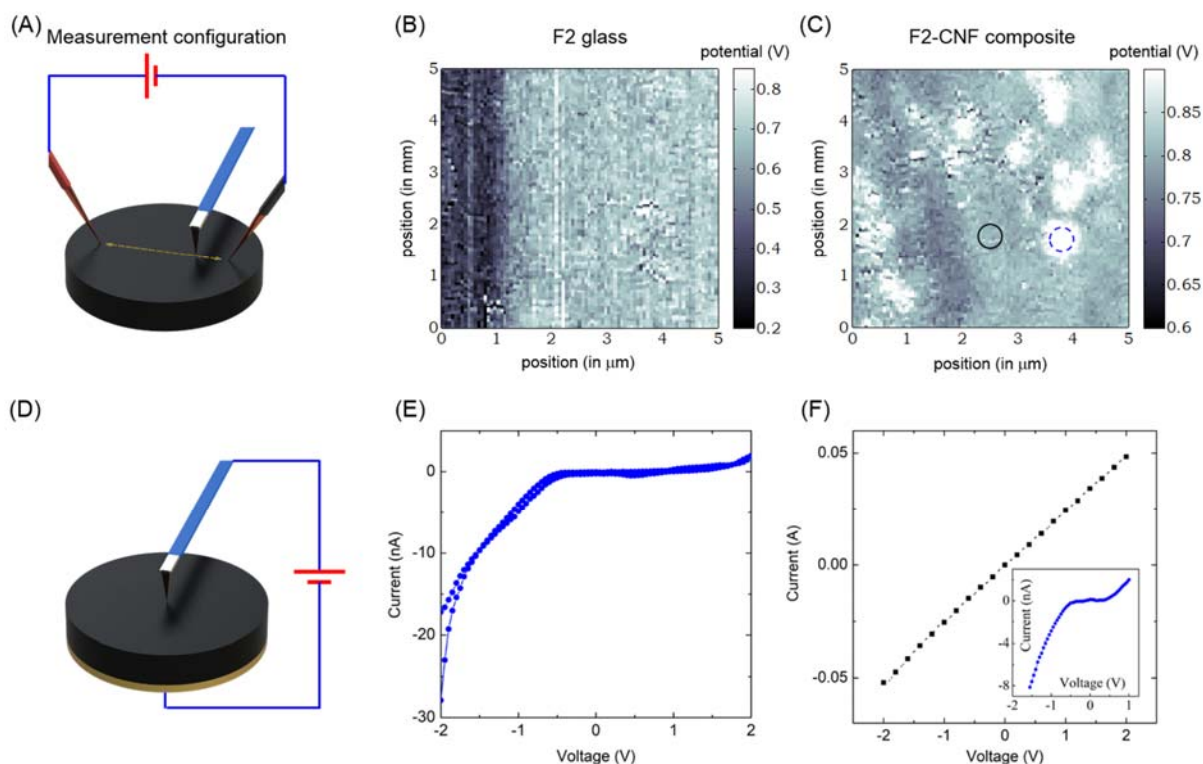 (A)
Measurement configuration
(B)
F2 glass
potential (V)
5
4
3
2
1
0
position (in mm)
0 1 2 3 4 5
position (in μm)
0.8
0.7
0.6
0.5
0.4
0.3
0.2
(C)
F2-CNF composite
potential (V)
5
4
3
2
1
0
position (in mm)
0 1 2 3 4 5
position (in μm)
0.85
0.8
0.75
0.7
0.65
0.6
(D)
(E)
0
-10
-20
-30
Current (nA)
-2 -1 0 1 2
Voltage (V)
(F)
0.05
0.00
-0.05
Current (A)
-2 -1 0 1 2
Voltage (V)
0
-4
-8
Current (nA)
Voltage (V)
-2 -1 0 1